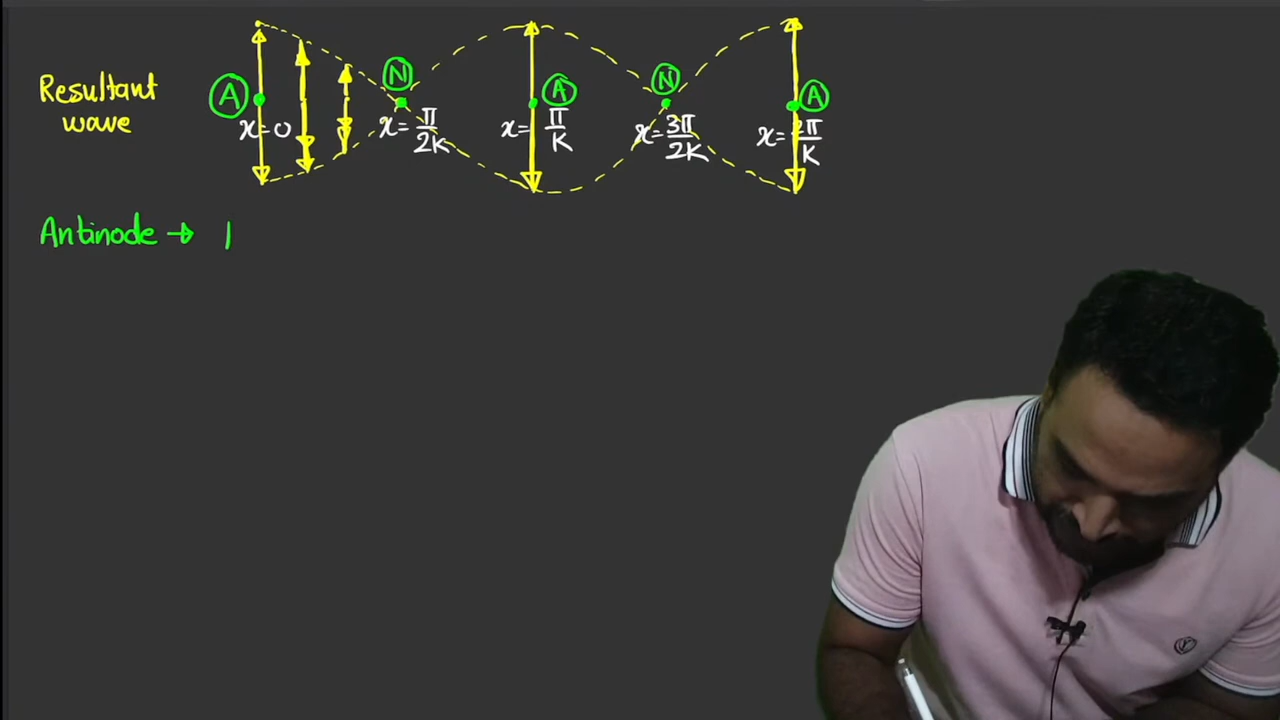 Resultant wave
A N A N A
x=0 x=π/2K x=π/K x=3π/2K x=2π/K
Antinode →